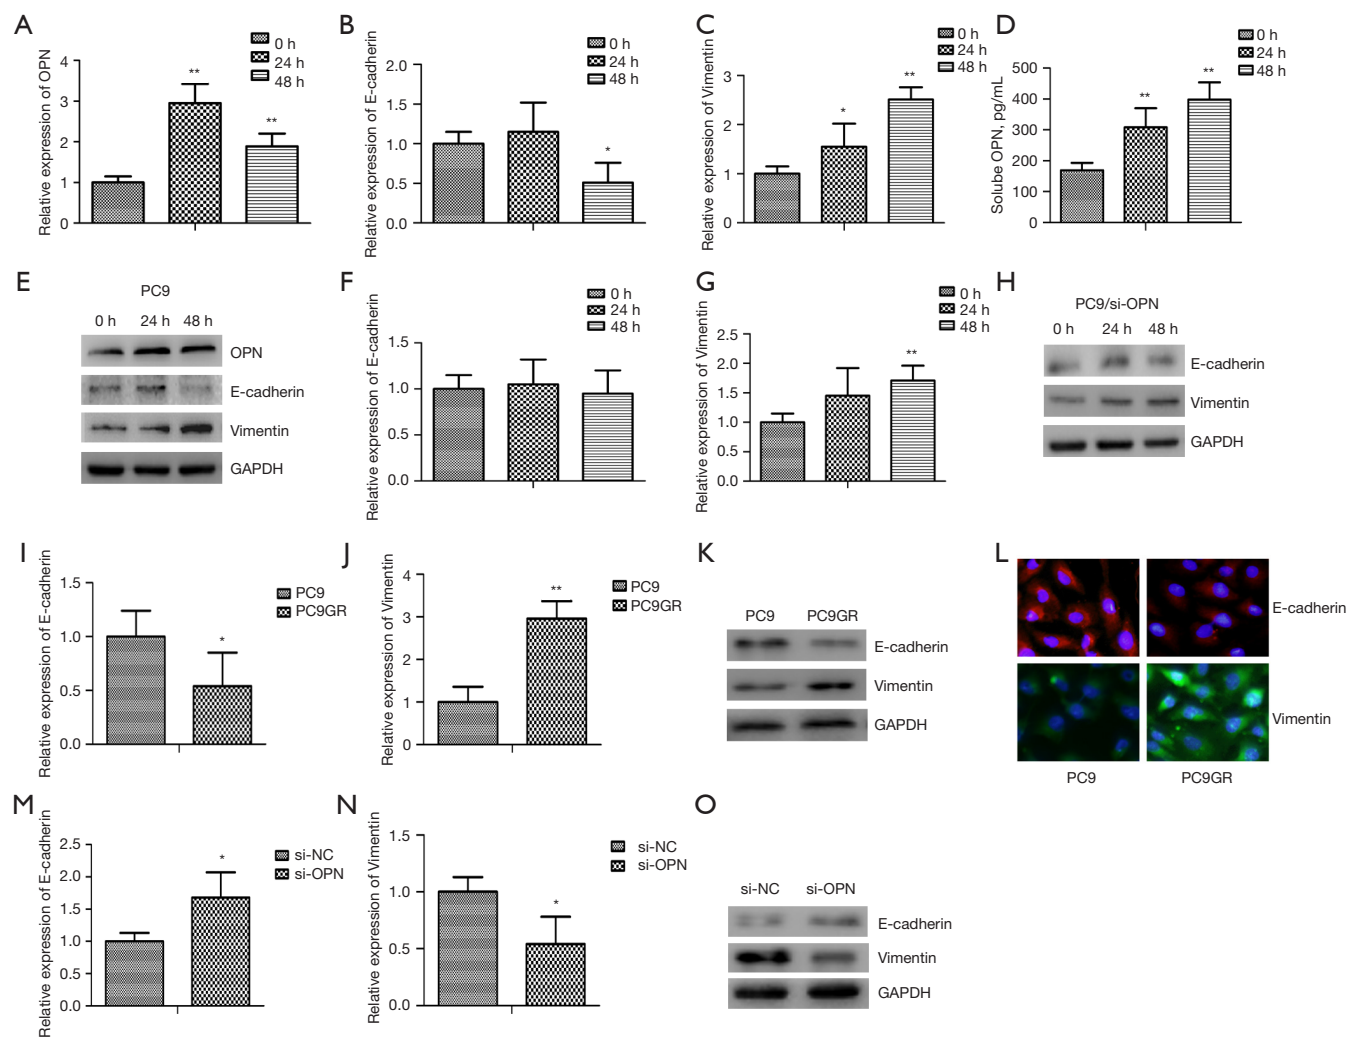 A
Relative expression of OPN
4
3
2
1
0
**
**
0 h
24 h
48 h
B
Relative expression of E-cadherin
2.0
1.5
1.0
0.5
0.0
*
0 h
24 h
48 h
C
Relative expression of Vimentin
3
2
1
0
*
**
0 h
24 h
48 h
D
Solube OPN, pg/mL
500
400
300
200
100
0
**
**
0 h
24 h
48 h
E
PC9
0 h 24 h 48 h
OPN
E-cadherin
Vimentin
GAPDH
F
Relative expression of E-cadherin
1.5
1.0
0.5
0.0
0 h
24 h
48 h
G
Relative expression of Vimentin
2.5
2.0
1.5
1.0
0.5
0.0
**
0 h
24 h
48 h
H
PC9/si-OPN
0 h 24 h 48 h
E-cadherin
Vimentin
GAPDH
I
Relative expression of E-cadherin
1.5
1.0
0.5
0.0
*
PC9
PC9GR
J
Relative expression of Vimentin
4
3
2
1
0
**
PC9
PC9GR
K
PC9 PC9GR
E-cadherin
Vimentin
GAPDH
L
E-cadherin
Vimentin
PC9 PC9GR
M
Relative expression of E-cadherin
2.5
2.0
1.5
1.0
0.5
0.0
*
si-NC
si-OPN
N
Relative expression of Vimentin
1.5
1.0
0.5
0.0
*
si-NC
si-OPN
O
si-NC si-OPN
E-cadherin
Vimentin
GAPDH